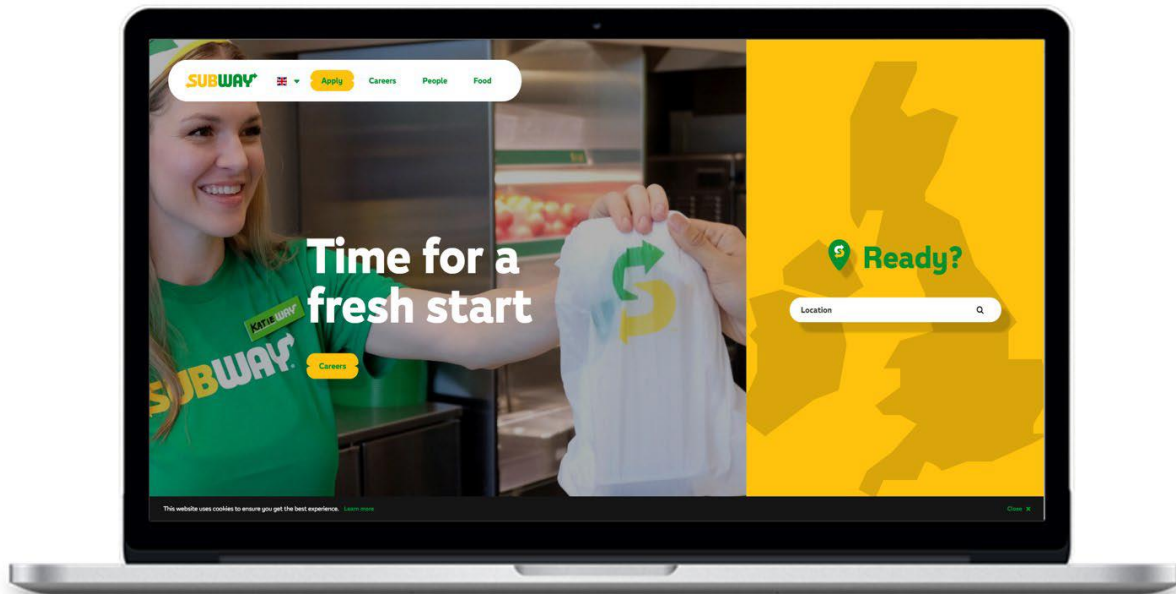 SUBWAY
Apply
Careers
People
Food
Time for a
fresh start
Careers
KATIE WAY
SUBWAY
Ready?
Location
This website uses cookies to ensure you get the best experience. Learn more
Close ×